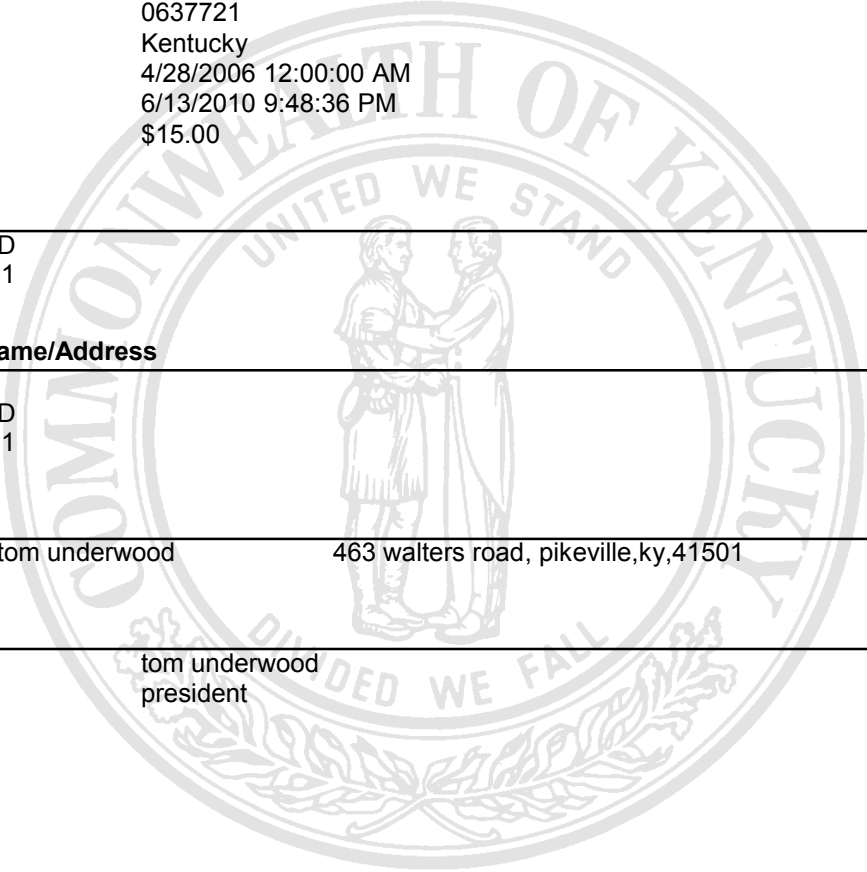 0637721
Kentucky
4/28/2006 12:00:00 AM
6/13/2010 9:48:36 PM
$15.00
COMMONWEALTH OF KENTUCKY
UNITED WE STAND
D
1
ame/Address
D
1
tom underwood 463 walters road, pikeville,ky,41501
DIVIDED WE FALL
tom underwood
president